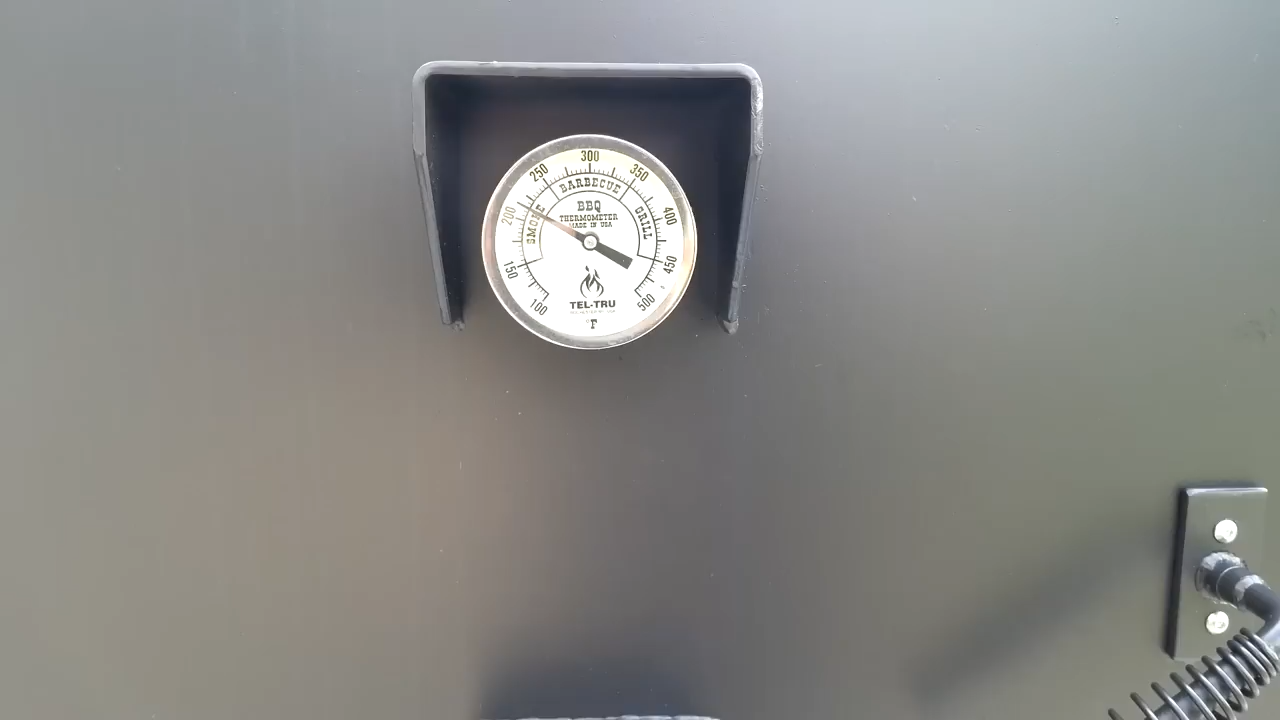 300
250
350
200
400
150
450
100
500
BARBECUE
SMOKE
GRILL
BBQ
THERMOMETER
MADE IN USA
TEL-TRU
°F